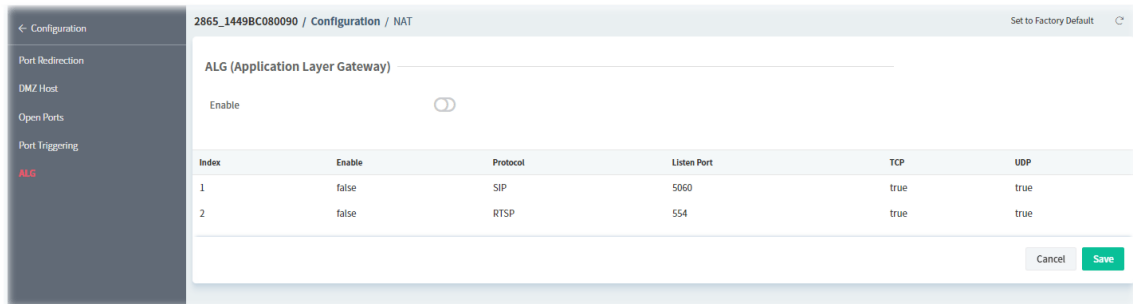 ← Configuration
Port Redirection
DMZ Host
Open Ports
Port Triggering
ALG
2865_1449BC080090 / Configuration / NAT
Set to Factory Default
ALG (Application Layer Gateway)
Enable
Index Enable Protocol Listen Port TCP UDP
1 false SIP 5060 true true
2 false RTSP 554 true true
Cancel Save